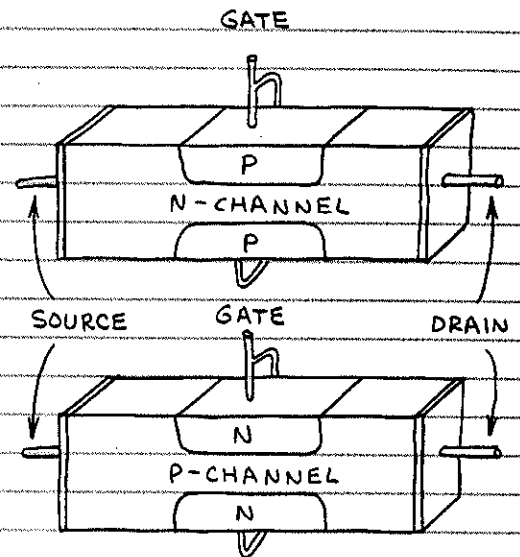 GATE
P
N-CHANNEL
P
SOURCE GATE DRAIN
N
P-CHANNEL
N